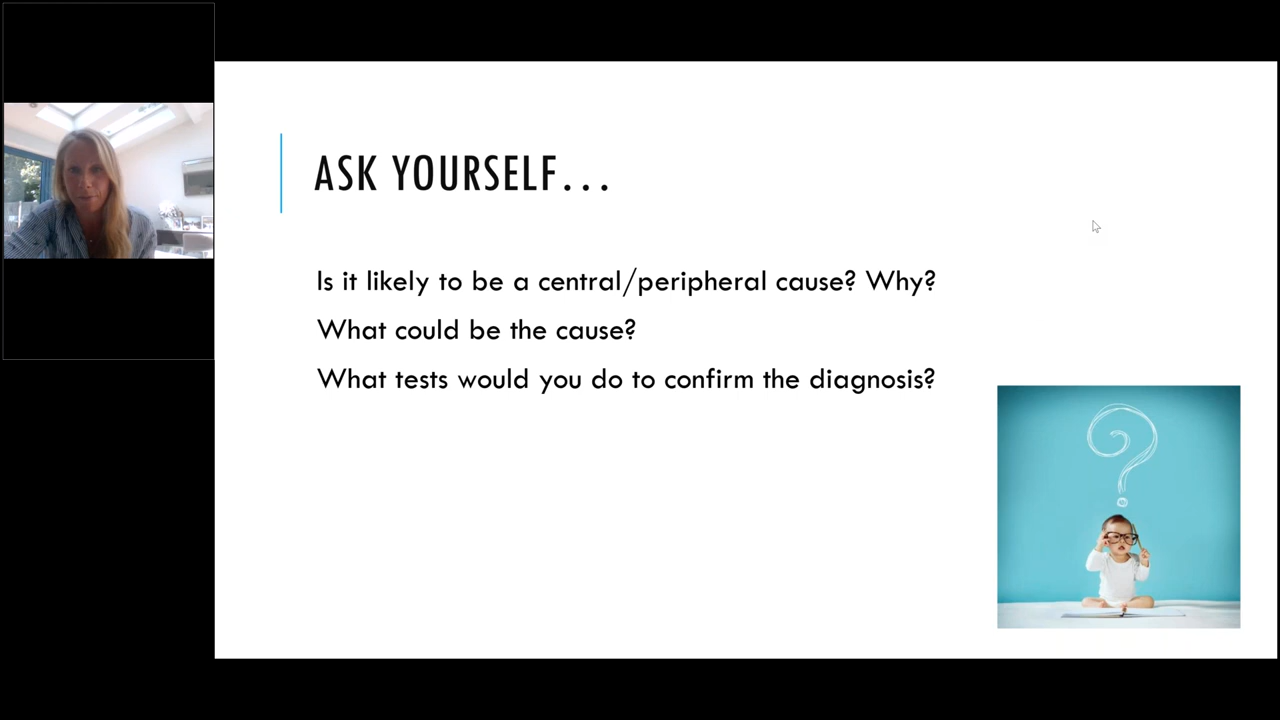 ASK YOURSELF...
Is it likely to be a central/peripheral cause? Why?
What could be the cause?
What tests would you do to confirm the diagnosis?
?